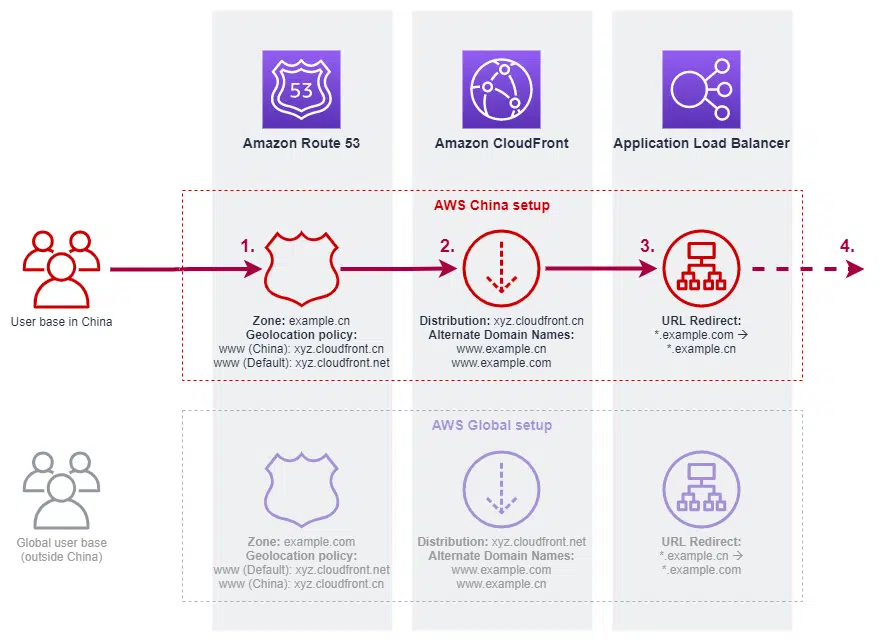 53
Amazon Route 53
Amazon CloudFront
Application Load Balancer
AWS China setup
1.
2.
3.
4.
User base in China
Zone: example.cn
Geolocation policy:
www (China): xyz.cloudfront.cn
www (Default): xyz.cloudfront.net
Distribution: xyz.cloudfront.cn
Alternate Domain Names:
www.example.cn
www.example.com
URL Redirect:
*.example.com →
*.example.cn
AWS Global setup
Global user base
(outside China)
Zone: example.com
Geolocation policy:
www (Default): xyz.cloudfront.net
www (China): xyz.cloudfront.cn
Distribution: xyz.cloudfront.net
Alternate Domain Names:
www.example.com
www.example.cn
URL Redirect:
*.example.cn →
*.example.com